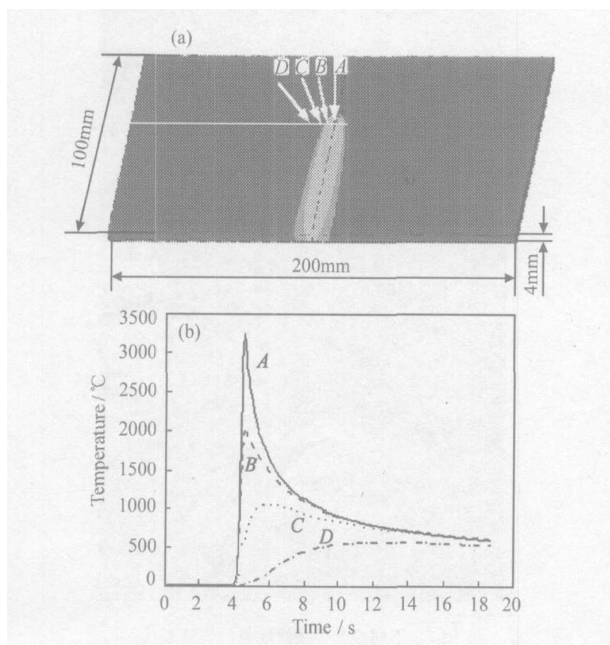 (a)
D C B A
100mm
200mm
4mm
(b)
3500
3000
2500
2000
1500
1000
500
0
Temperature / ℃
A
B
C
D
0 2 4 6 8 10 12 14 16 18 20
Time / s